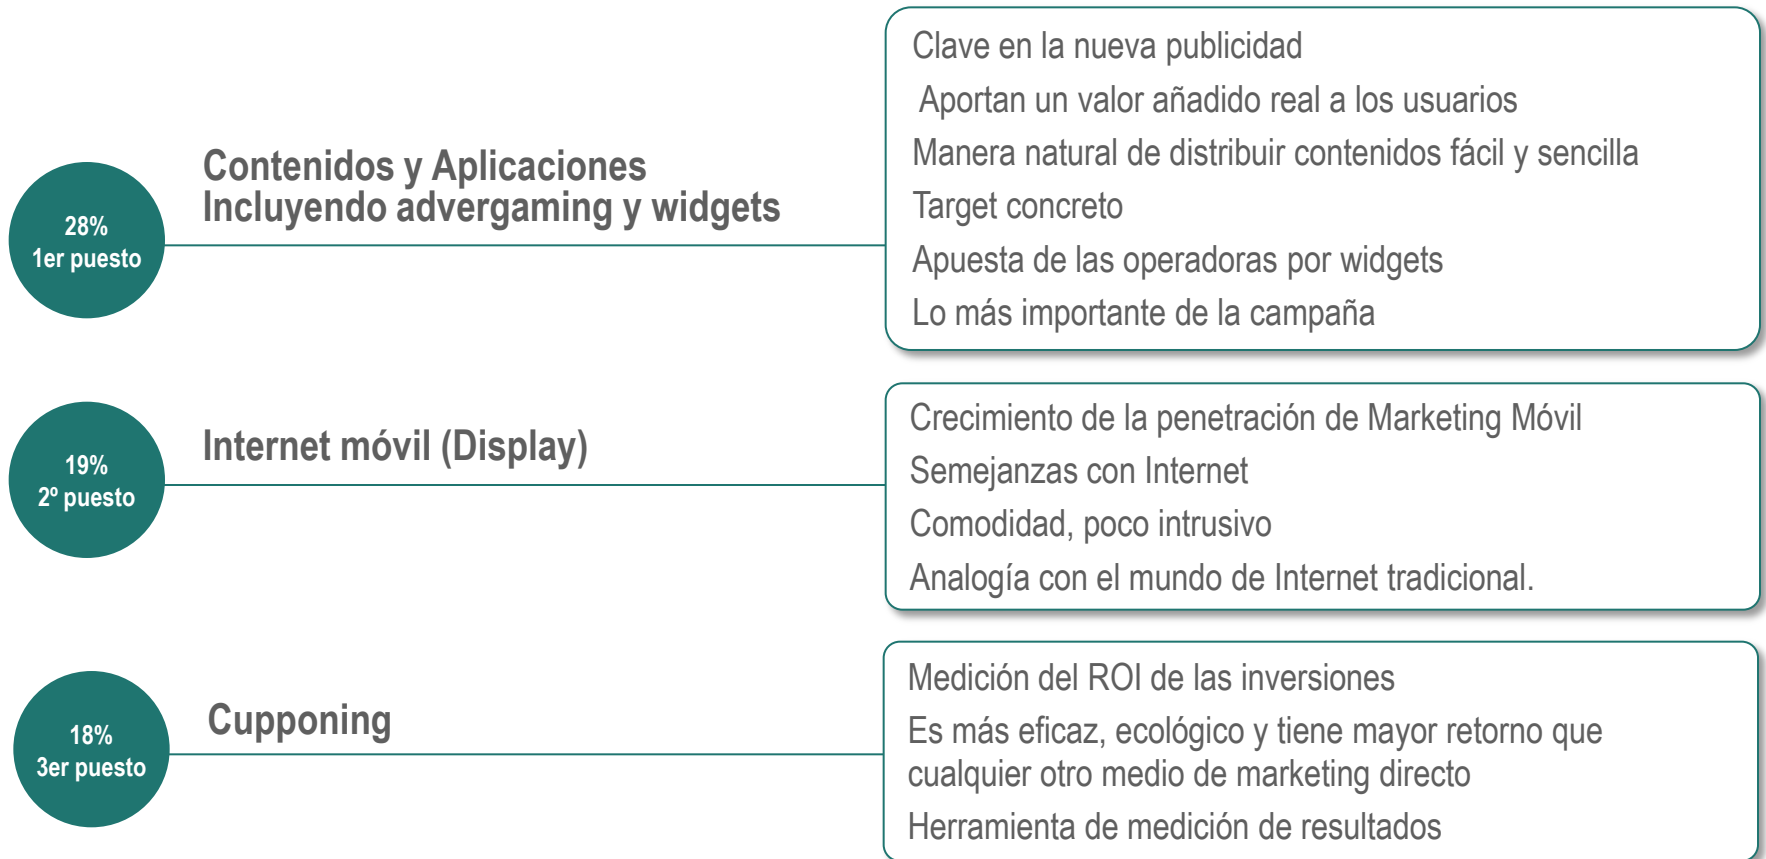 28%
1er puesto
Contenidos y Aplicaciones
Incluyendo advergaming y widgets
Clave en la nueva publicidad
Aportan un valor añadido real a los usuarios
Manera natural de distribuir contenidos fácil y sencilla
Target concreto
Apuesta de las operadoras por widgets
Lo más importante de la campaña
19%
2º puesto
Internet móvil (Display)
Crecimiento de la penetración de Marketing Móvil
Semejanzas con Internet
Comodidad, poco intrusivo
Analogía con el mundo de Internet tradicional.
18%
3er puesto
Cupponing
Medición del ROI de las inversiones
Es más eficaz, ecológico y tiene mayor retorno que
cualquier otro medio de marketing directo
Herramienta de medición de resultados